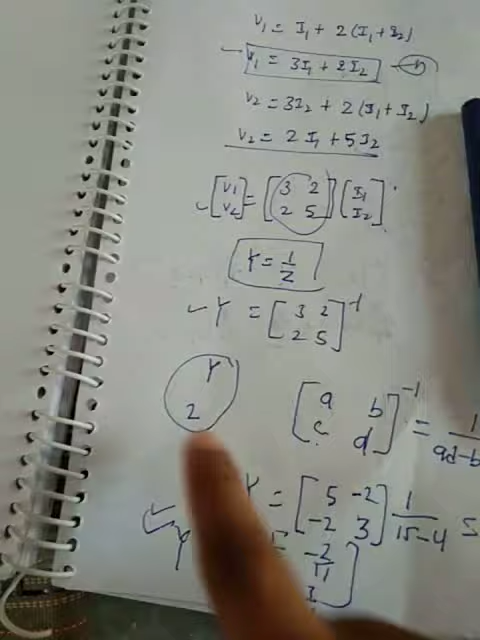 V₁ = I₁ + 2(I₁+I₂)
V₁ = 3I₁ + 2I₂
V₂ = 3I₂ + 2(I₁+I₂)
V₂ = 2I₁ + 5I₂
[V₁ V₂] = [3 2 2 5] [I₁ I₂]
Y = 1/Z
Y = [3 2 2 5]⁻¹
Y
Z
[a b c d]⁻¹ = 1/ad-b
Y = [5 -2 -2 3] 1/15-4 S
Y = -2/11